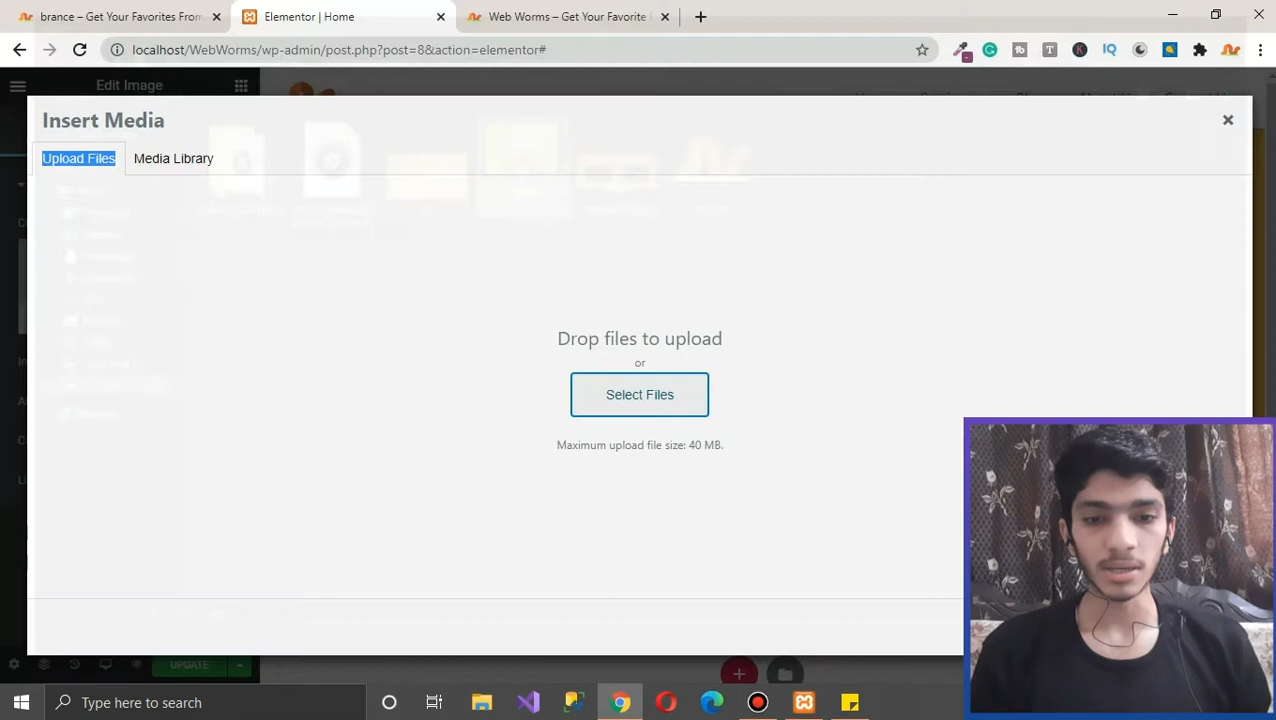 brance – Get Your Favorites From
Elementor | Home
Web Worms – Get Your Favorite
localhost/WebWorms/wp-admin/post.php?post=8&action=elementor#
Edit Image
Insert Media
Upload Files
Media Library
Drop files to upload
or
Select Files
Maximum upload file size: 40 MB.
UPDATE
Type here to search